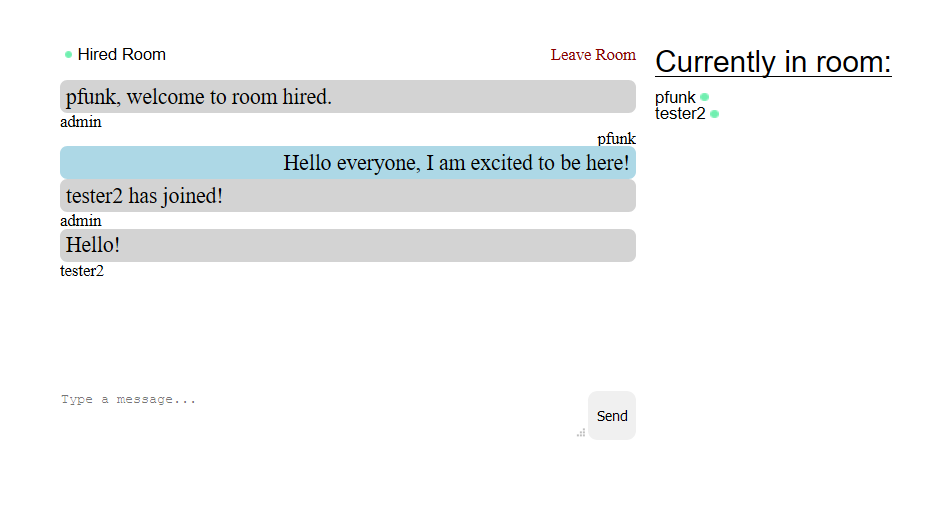 Hired Room
Leave Room
pfunk, welcome to room hired.
admin
pfunk
Hello everyone, I am excited to be here!
tester2 has joined!
admin
Hello!
tester2
Type a message...
Send
Currently in room:
pfunk
tester2